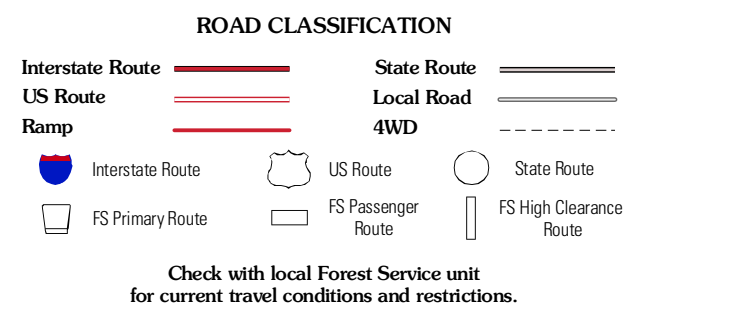 ROAD CLASSIFICATION
Interstate Route
State Route
US Route
Local Road
Ramp
4WD
Interstate Route
US Route
State Route
FS Primary Route
FS Passenger
Route
FS High Clearance
Route
Check with local Forest Service unit
for current travel conditions and restrictions.